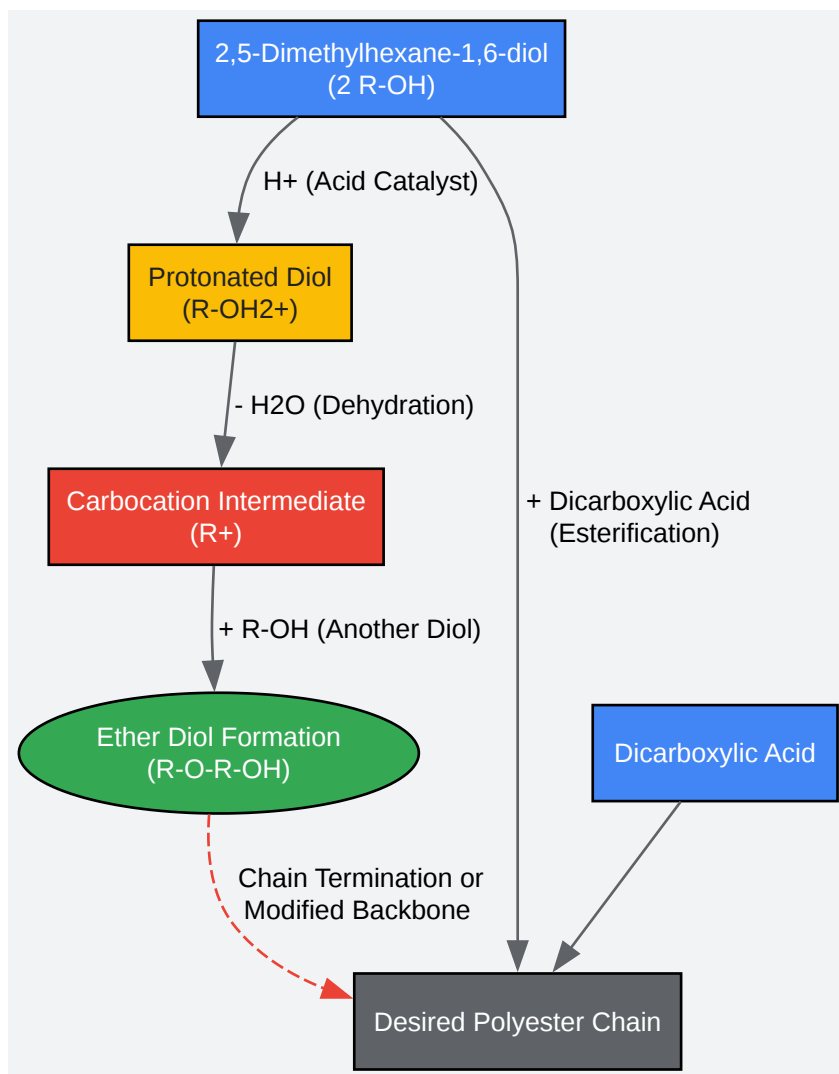 2,5-Dimethylhexane-1,6-diol
(2 R-OH)
H+ (Acid Catalyst)
Protonated Diol
(R-OH2+)
- H2O (Dehydration)
Carbocation Intermediate
(R+)
+ Dicarboxylic Acid
(Esterification)
+ R-OH (Another Diol)
Ether Diol Formation
(R-O-R-OH)
Dicarboxylic Acid
Chain Termination or
Modified Backbone
Desired Polyester Chain